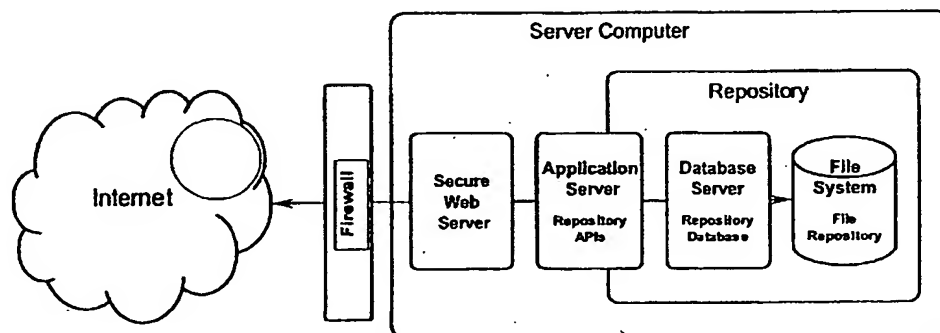 Server Computer
Repository
Internet
Firewall
Secure
Web
Server
Application
Server
Repository
APIs
Database
Server
Repository
Database
File
System
File
Repository